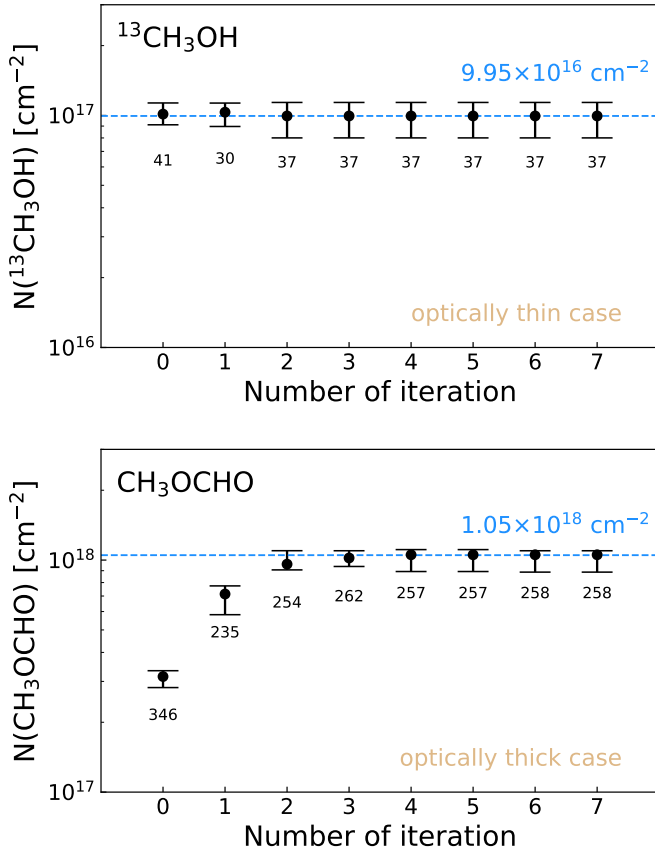 ¹³CH₃OH
9.95×10¹⁶ cm⁻²
N(¹³CH₃OH) [cm⁻²]
10¹⁷
41 30 37 37 37 37 37 37
optically thin case
10¹⁶
0 1 2 3 4 5 6 7
Number of iteration
CH₃OCHO
1.05×10¹⁸ cm⁻²
N(CH₃OCHO) [cm⁻²]
10¹⁸
346 235 254 262 257 257 258 258
optically thick case
10¹⁷
0 1 2 3 4 5 6 7
Number of iteration